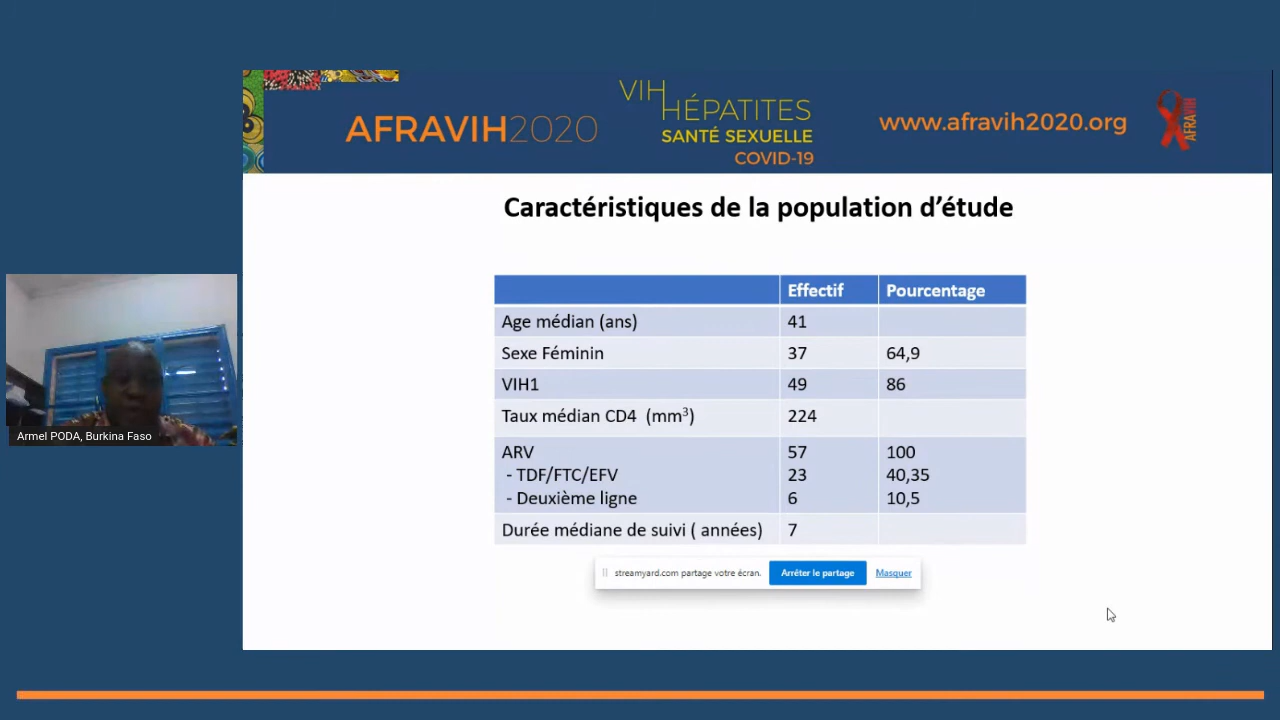 AFRAVIH2020
VIH
HÉPATITES
SANTÉ SEXUELLE
COVID-19
www.afravih2020.org
AFRAVIH
Caractéristiques de la population d'étude
Effectif Pourcentage
Age médian (ans) 41
Sexe Féminin 37 64,9
VIH1 49 86
Taux médian CD4 (mm³) 224
ARV 57 100
- TDF/FTC/EFV 23 40,35
- Deuxième ligne 6 10,5
Durée médiane de suivi ( années) 7
streamyard.com partage votre écran. Arrêter le partage Masquer
Armel PODA, Burkina Faso